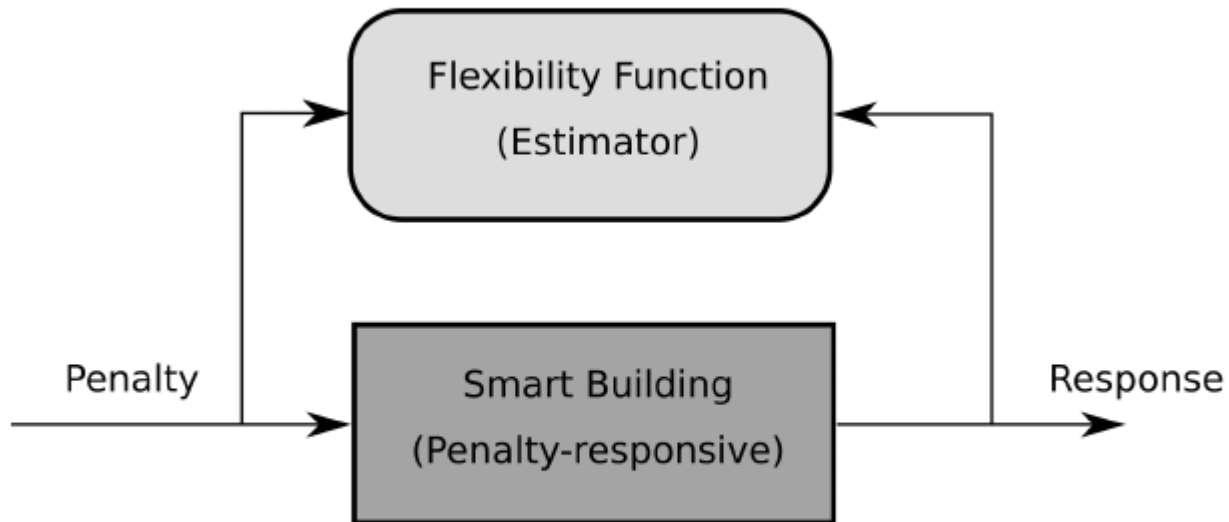 Flexibility Function
(Estimator)
Penalty
Smart Building
(Penalty-responsive)
Response